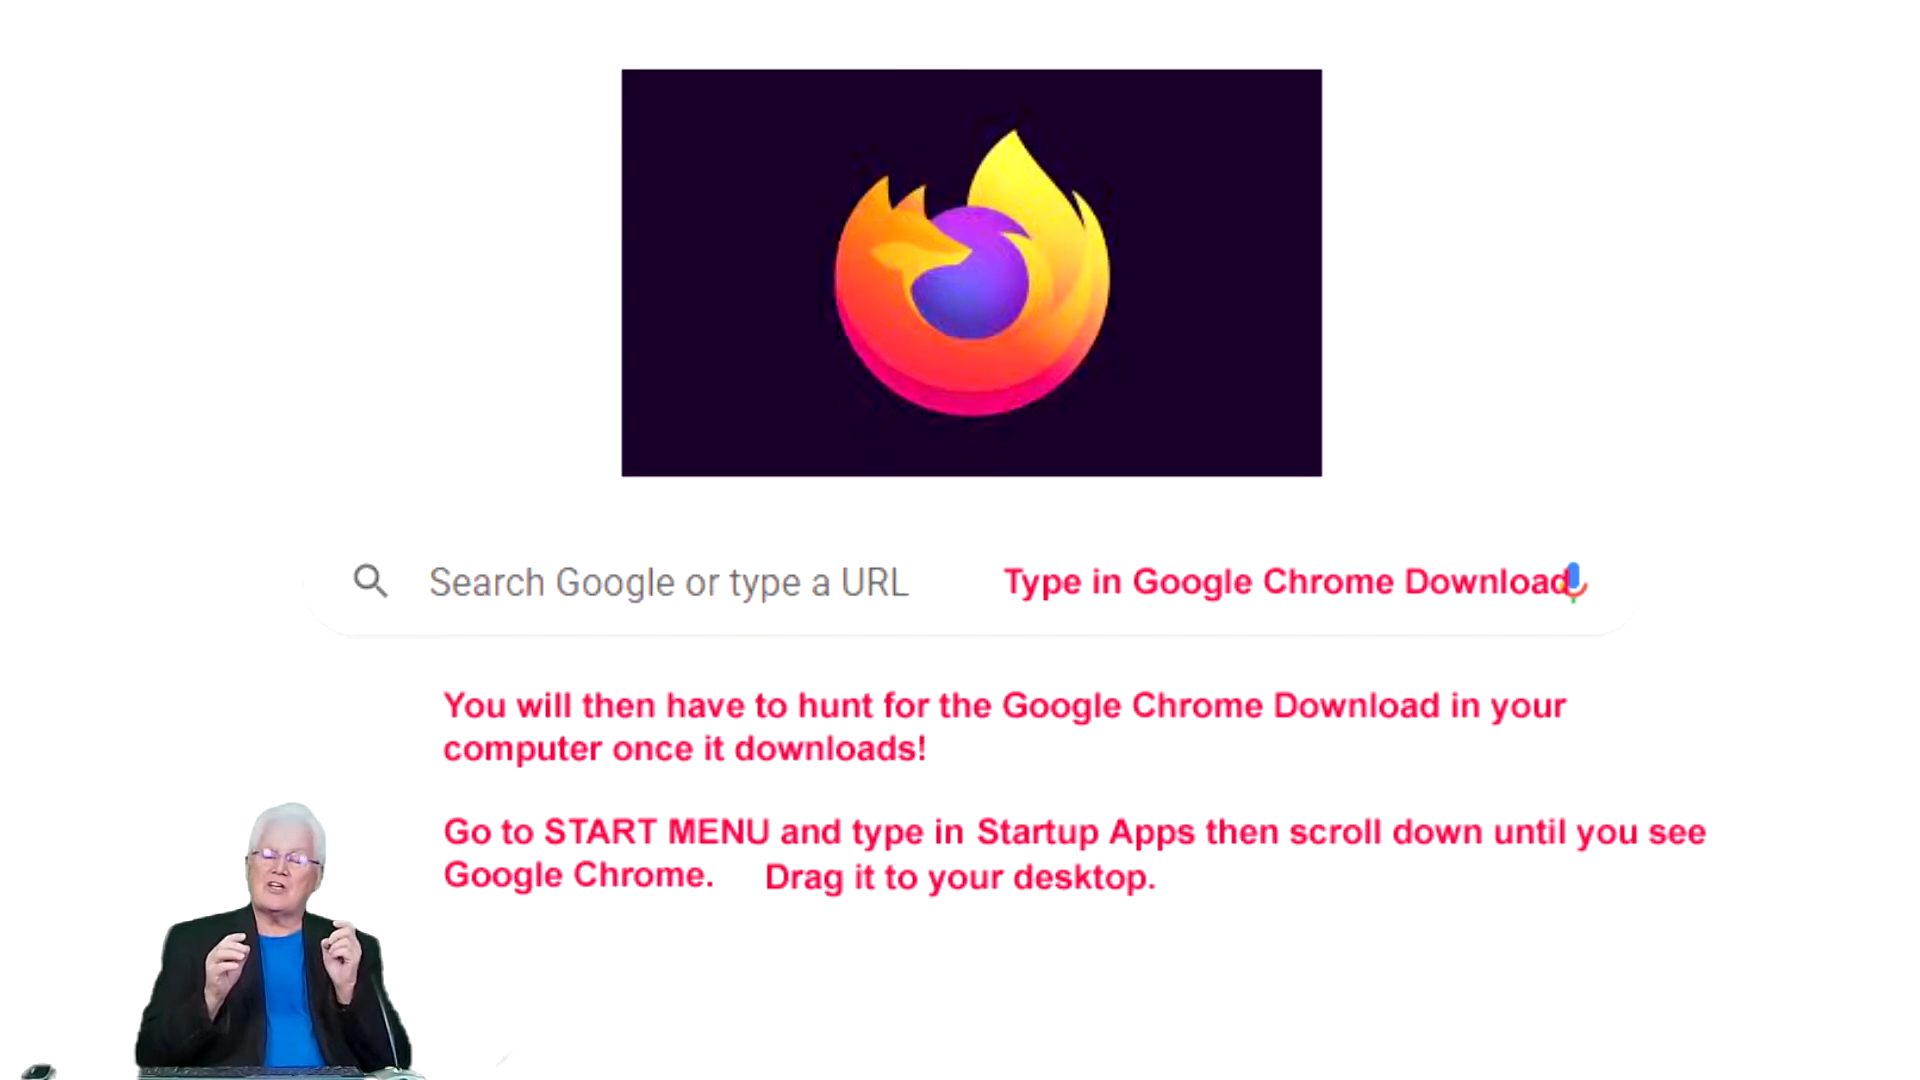 Search Google or type a URL Type in Google Chrome Download
You will then have to hunt for the Google Chrome Download in your
computer once it downloads!
Go to START MENU and type in Startup Apps then scroll down until you see
Google Chrome. Drag it to your desktop.